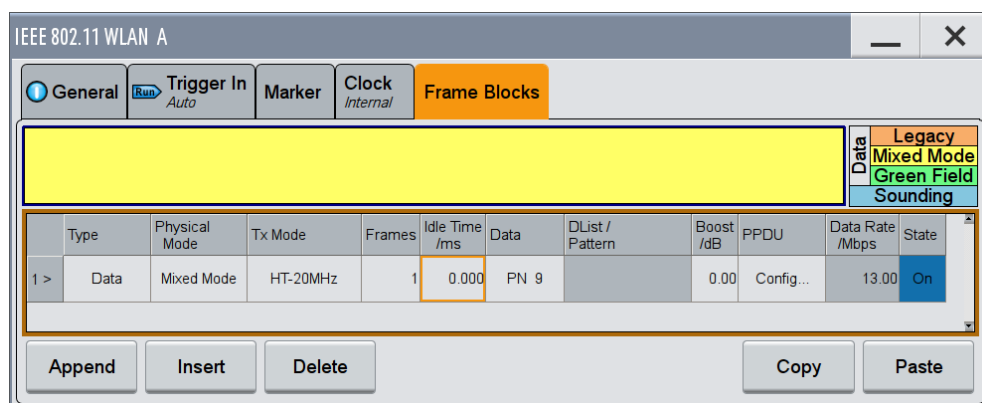 IEEE 802.11 WLAN A
General
Run
Trigger In
Auto
Marker
Clock
Internal
Frame Blocks
Data
Legacy
Mixed Mode
Green Field
Sounding
Type
Physical Mode
Tx Mode
Frames
Idle Time /ms
Data
DList / Pattern
Boost /dB
PPDU
Data Rate /Mbps
State
1 > Data Mixed Mode HT-20MHz 1 0.000 PN 9 0.00 Config... 13.00 On
Append Insert Delete Copy Paste